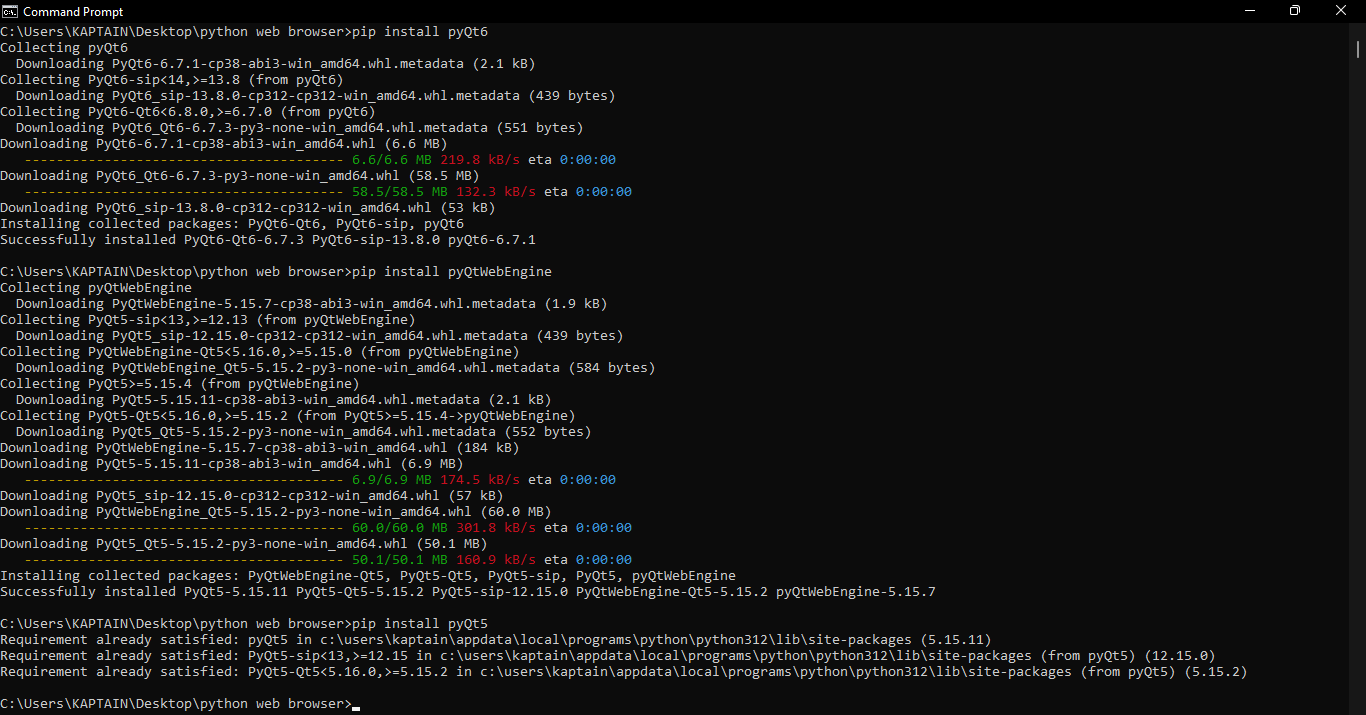 Command Prompt
C:\Users\KAPTAIN\Desktop\python web browser>pip install pyQt6
Collecting pyQt6
  Downloading PyQt6-6.7.1-cp38-abi3-win_amd64.whl.metadata (2.1 kB)
Collecting PyQt6-sip<14,>=13.8 (from pyQt6)
  Downloading PyQt6_sip-13.8.0-cp312-cp312-win_amd64.whl.metadata (439 bytes)
Collecting PyQt6-Qt6<6.8.0,>=6.7.0 (from pyQt6)
  Downloading PyQt6_Qt6-6.7.3-py3-none-win_amd64.whl.metadata (551 bytes)
Downloading PyQt6-6.7.1-cp38-abi3-win_amd64.whl (6.6 MB)
   ---------------------------------------- 6.6/6.6 MB 219.8 kB/s eta 0:00:00
Downloading PyQt6_Qt6-6.7.3-py3-none-win_amd64.whl (58.5 MB)
   ---------------------------------------- 58.5/58.5 MB 132.3 kB/s eta 0:00:00
Downloading PyQt6_sip-13.8.0-cp312-cp312-win_amd64.whl (53 kB)
Installing collected packages: PyQt6-Qt6, PyQt6-sip, pyQt6
Successfully installed PyQt6-Qt6-6.7.3 PyQt6-sip-13.8.0 pyQt6-6.7.1
C:\Users\KAPTAIN\Desktop\python web browser>pip install pyQtWebEngine
Collecting pyQtWebEngine
  Downloading PyQtWebEngine-5.15.7-cp38-abi3-win_amd64.whl.metadata (1.9 kB)
Collecting PyQt5-sip<13,>=12.13 (from pyQtWebEngine)
  Downloading PyQt5_sip-12.15.0-cp312-cp312-win_amd64.whl.metadata (439 bytes)
Collecting PyQtWebEngine-Qt5<5.16.0,>=5.15.0 (from pyQtWebEngine)
  Downloading PyQtWebEngine_Qt5-5.15.2-py3-none-win_amd64.whl.metadata (584 bytes)
Collecting PyQt5>=5.15.4 (from pyQtWebEngine)
  Downloading PyQt5-5.15.11-cp38-abi3-win_amd64.whl.metadata (2.1 kB)
Collecting PyQt5-Qt5<5.16.0,>=5.15.2 (from PyQt5>=5.15.4->pyQtWebEngine)
  Downloading PyQt5_Qt5-5.15.2-py3-none-win_amd64.whl.metadata (552 bytes)
Downloading PyQtWebEngine-5.15.7-cp38-abi3-win_amd64.whl (184 kB)
Downloading PyQt5-5.15.11-cp38-abi3-win_amd64.whl (6.9 MB)
   ---------------------------------------- 6.9/6.9 MB 174.5 kB/s eta 0:00:00
Downloading PyQt5_sip-12.15.0-cp312-cp312-win_amd64.whl (57 kB)
Downloading PyQtWebEngine_Qt5-5.15.2-py3-none-win_amd64.whl (60.0 MB)
   ---------------------------------------- 60.0/60.0 MB 301.8 kB/s eta 0:00:00
Downloading PyQt5_Qt5-5.15.2-py3-none-win_amd64.whl (50.1 MB)
   ---------------------------------------- 50.1/50.1 MB 160.9 kB/s eta 0:00:00
Installing collected packages: PyQtWebEngine-Qt5, PyQt5-Qt5, PyQt5-sip, PyQt5, pyQtWebEngine
Successfully installed PyQt5-5.15.11 PyQt5-Qt5-5.15.2 PyQt5-sip-12.15.0 PyQtWebEngine-Qt5-5.15.2 pyQtWebEngine-5.15.7
C:\Users\KAPTAIN\Desktop\python web browser>pip install pyQt5
Requirement already satisfied: pyQt5 in c:\users\kaptain\appdata\local\programs\python\python312\lib\site-packages (5.15.11)
Requirement already satisfied: PyQt5-sip<13,>=12.15 in c:\users\kaptain\appdata\local\programs\python\python312\lib\site-packages (from pyQt5) (12.15.0)
Requirement already satisfied: PyQt5-Qt5<5.16.0,>=5.15.2 in c:\users\kaptain\appdata\local\programs\python\python312\lib\site-packages (from pyQt5) (5.15.2)
C:\Users\KAPTAIN\Desktop\python web browser>_